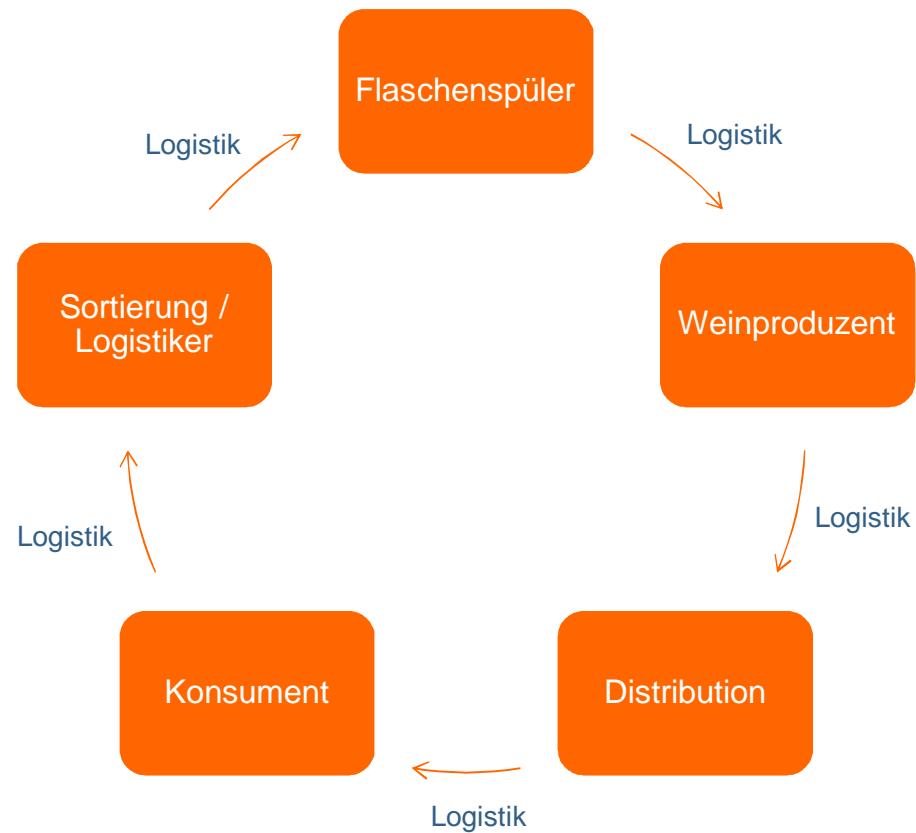 Flaschenspüler
Logistik
Logistik
Sortierung /
Logistiker
Weinproduzent
Logistik
Logistik
Konsument
Distribution
Logistik